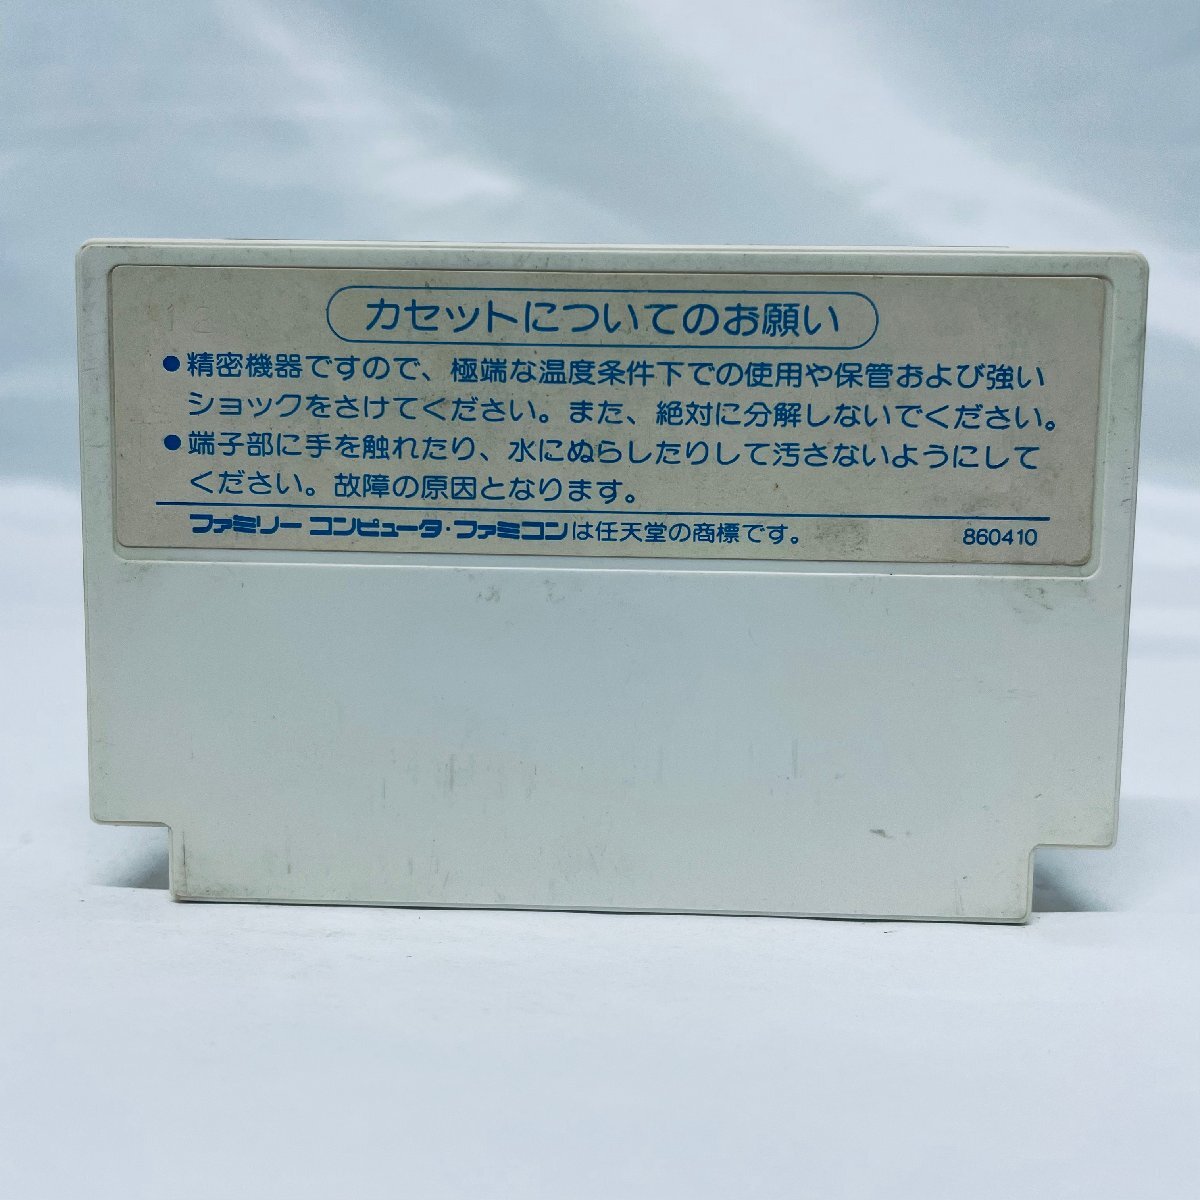 カセットについてのお願い
●精密機器ですので、極端な温度条件下での使用や保管および強い
ショックをさけてください。また、絶対に分解しないでください。
●端子部に手を触れたり、水にぬらしたりして汚さないようにして
ください。故障の原因となります。
ファミリー コンピュータ・ファミコンは任天堂の商標です。 860410